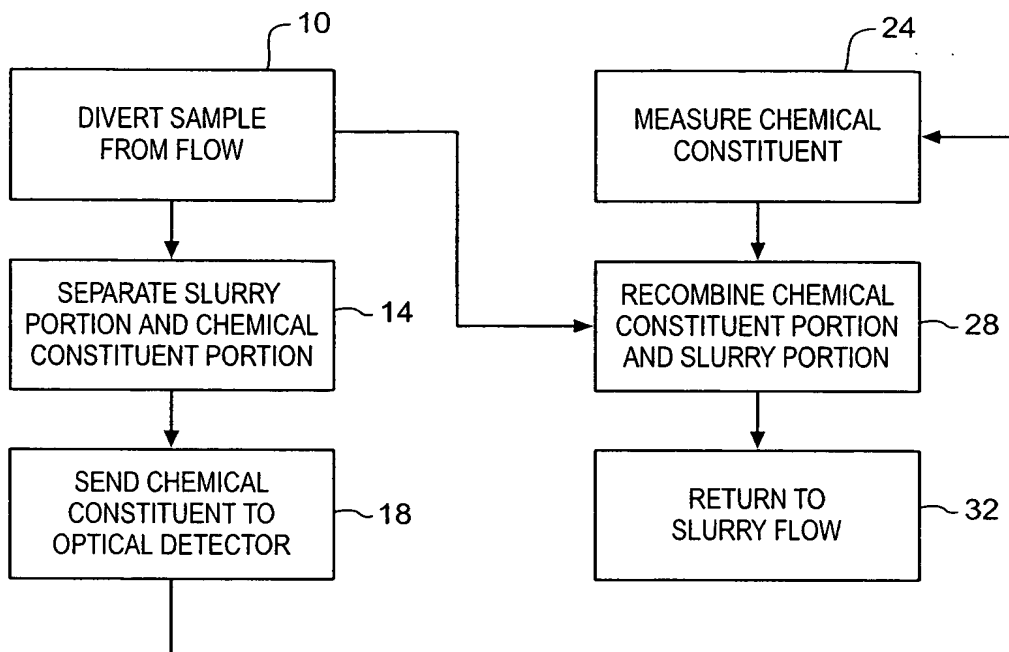 10
DIVERT SAMPLE
FROM FLOW
SEPARATE SLURRY
PORTION AND CHEMICAL
CONSTITUENT PORTION
14
SEND CHEMICAL
CONSTITUENT TO
OPTICAL DETECTOR
18
24
MEASURE CHEMICAL
CONSTITUENT
RECOMBINE CHEMICAL
CONSTITUENT PORTION
AND SLURRY PORTION
28
RETURN TO
SLURRY FLOW
32